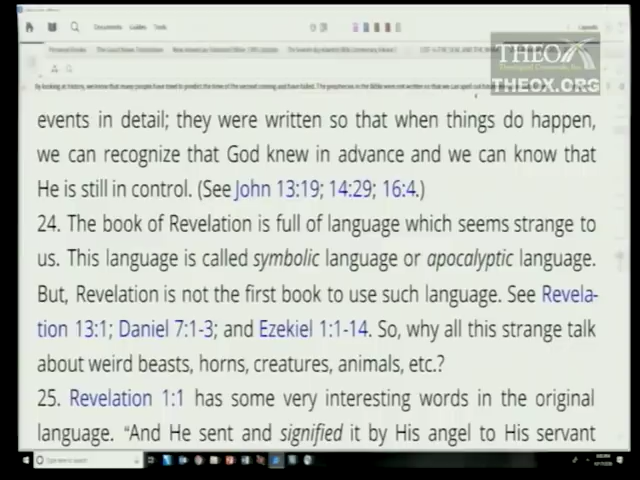 Documents Guides Tools
Layouts
THEOX
THEOX.ORG
By looking at history, we know that many people have tried to predict the time of the second coming and have failed. The prophecies in the Bible were not written so that we can
events in detail; they were written so that when things do happen,
we can recognize that God knew in advance and we can know that
He is still in control. (See John 13:19; 14:29; 16:4.)
24. The book of Revelation is full of language which seems strange to
us. This language is called symbolic language or apocalyptic language.
But, Revelation is not the first book to use such language. See Revela-
tion 13:1; Daniel 7:1-3; and Ezekiel 1:1-14. So, why all this strange talk
about weird beasts, horns, creatures, animals, etc.?
25. Revelation 1:1 has some very interesting words in the original
language. "And He sent and signified it by His angel to His servant